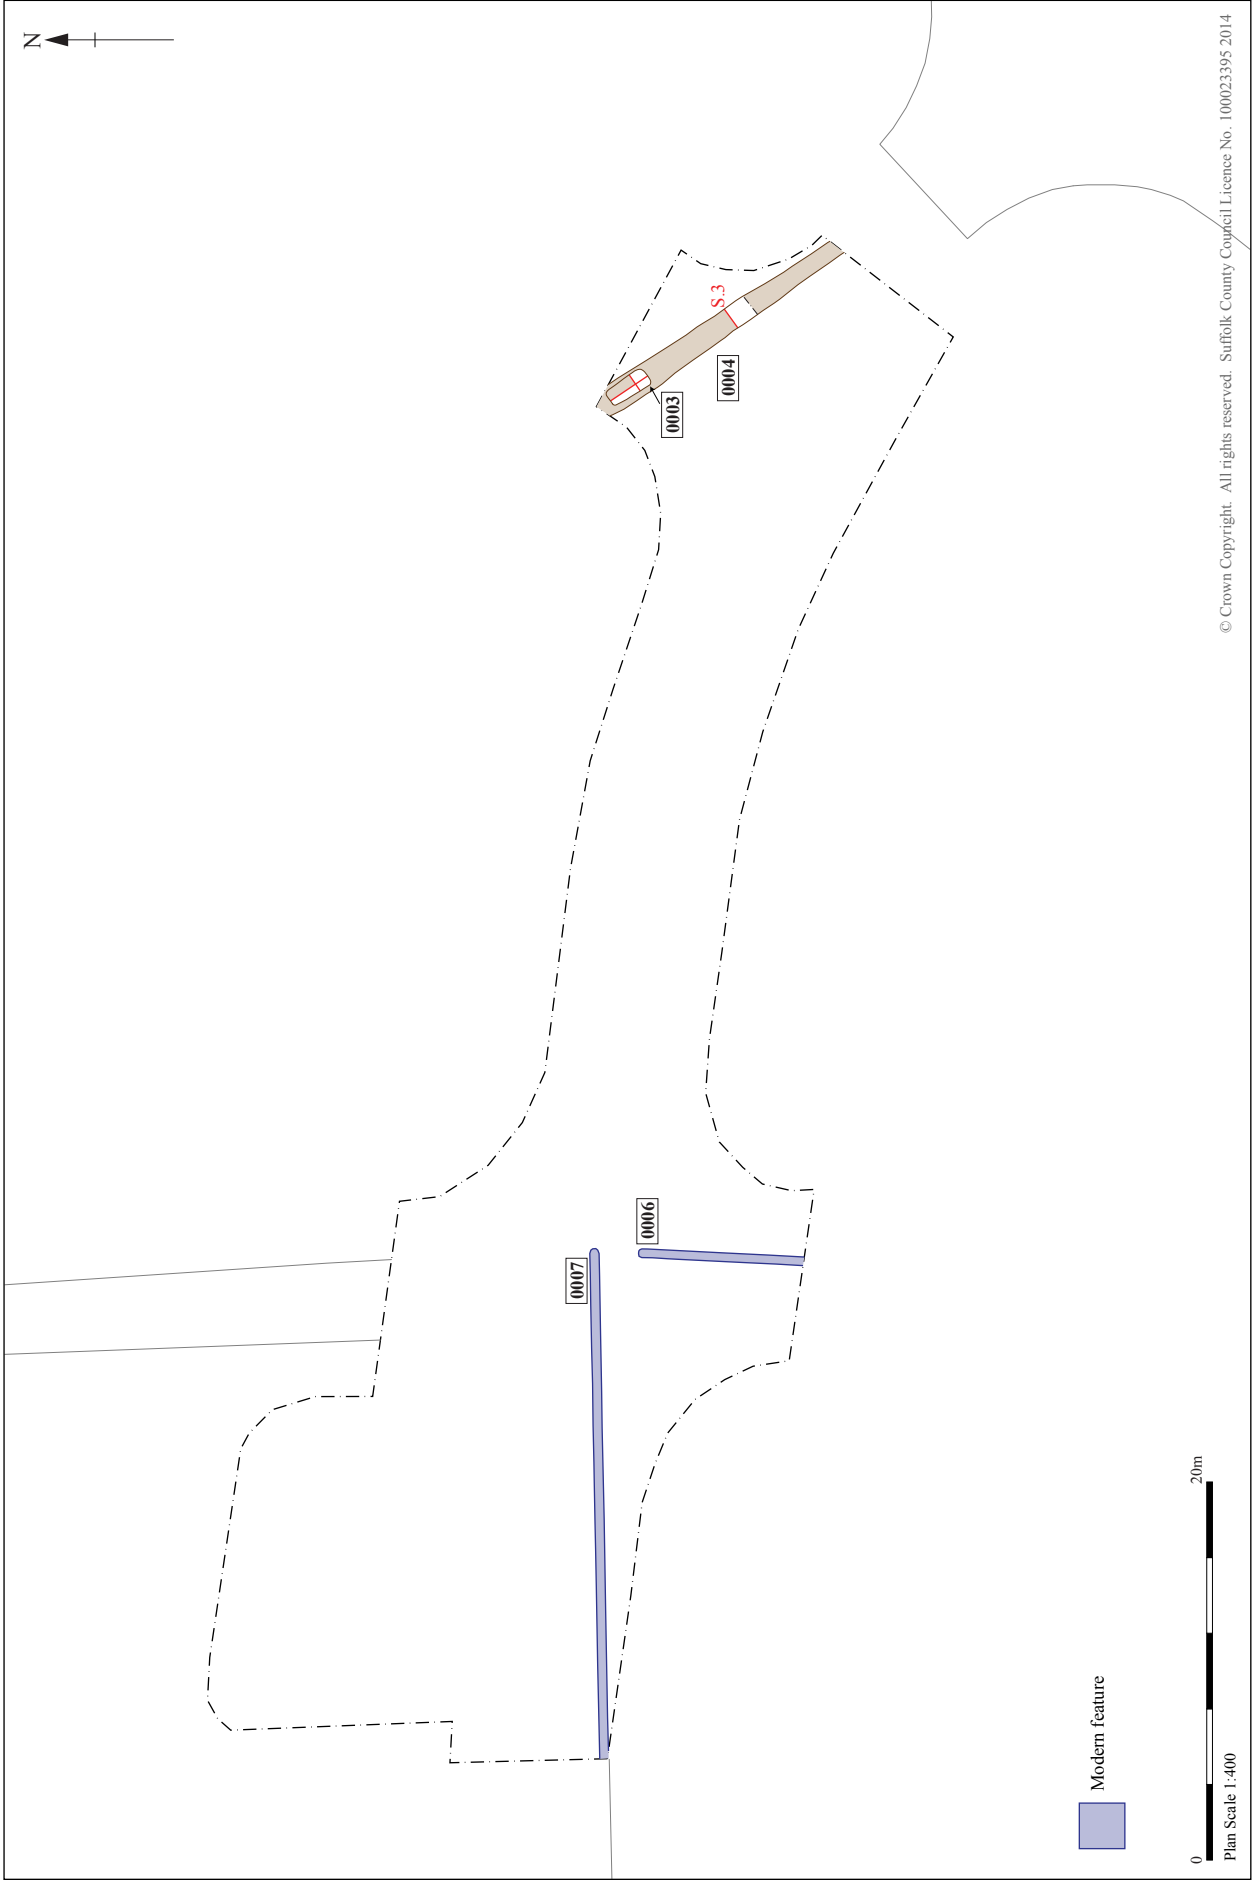 N
S.3
0003
0004
0007
0006
Modern feature
0
20m
Plan Scale 1:400
© Crown Copyright. All rights reserved. Suffolk County Council Licence No. 100023395 2014